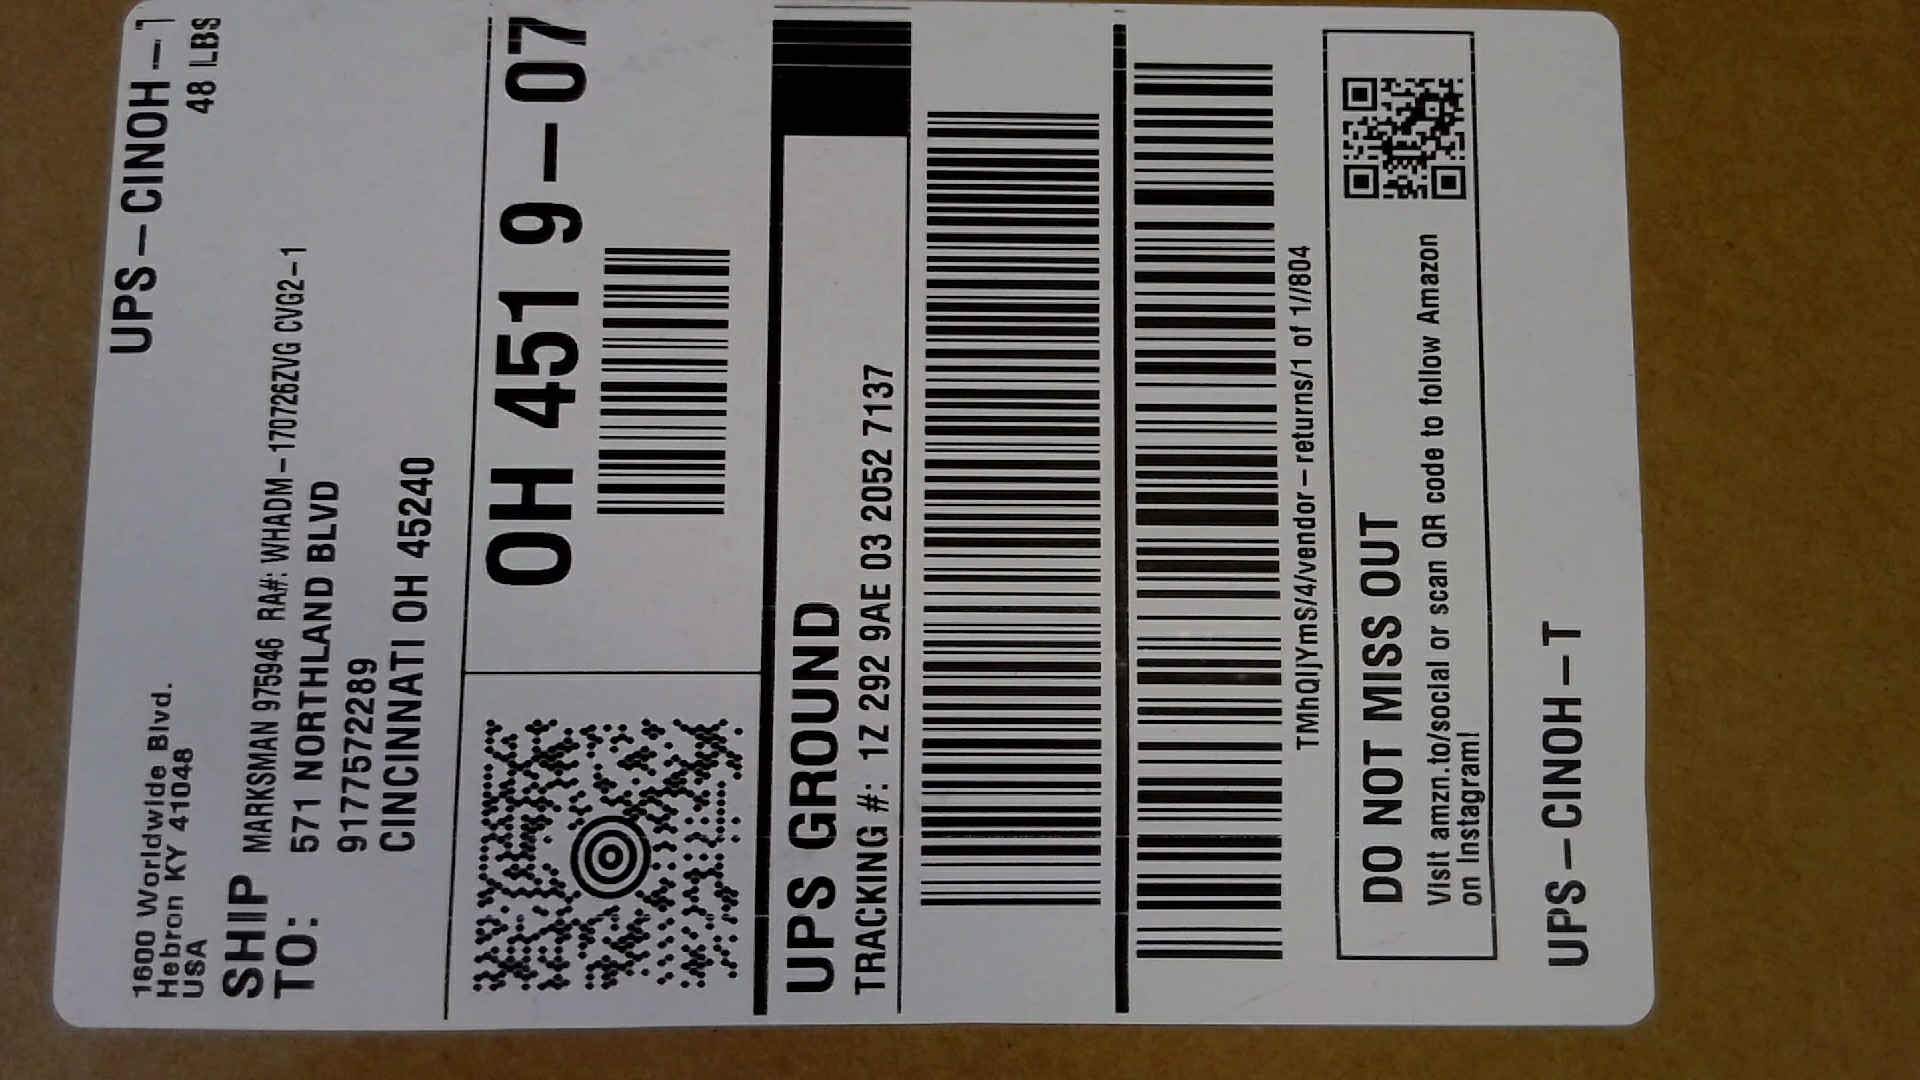 UPS-CINOH-T
48 LBS
1600 Worldwide Blvd.
Hebron KY 41048
USA
SHIP
TO:
MARKSMAN 975946 RA#: WHADM-170726ZVG CVG2-1
571 NORTHLAND BLVD
9177572289
CINCINNATI OH 45240
OH 451 9-07
UPS GROUND
TRACKING #: 1Z 292 9AE 03 2052 7137
TMhQljYmS/4/vendor-returns/1 of 1//804
DO NOT MISS OUT
Visit amzn.to/social or scan QR code to follow Amazon
on Instagram!
UPS-CINOH-T